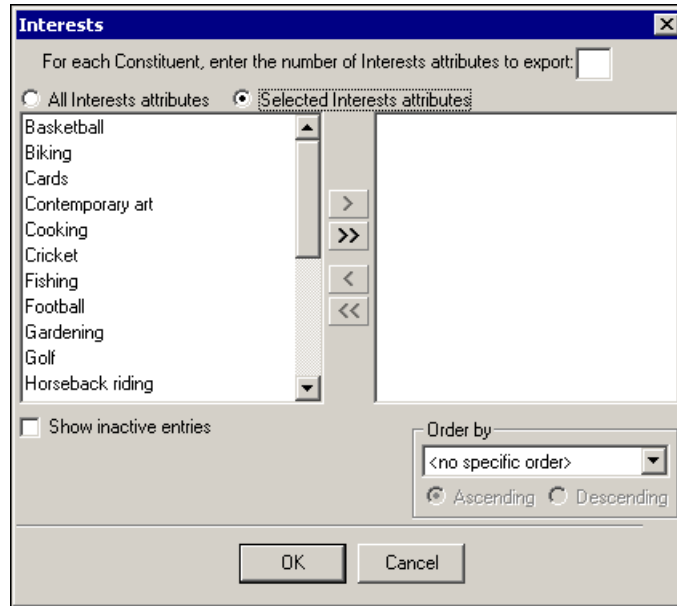 Interests
For each Constituent, enter the number of Interests attributes to export:
All Interests attributes Selected Interests attributes
Basketball
Biking
Cards
Contemporary art
Cooking
Cricket
Fishing
Football
Gardening
Golf
Horseback riding
>
>>
<
<<
Show inactive entries
Order by
<no specific order>
Ascending Descending
OK Cancel